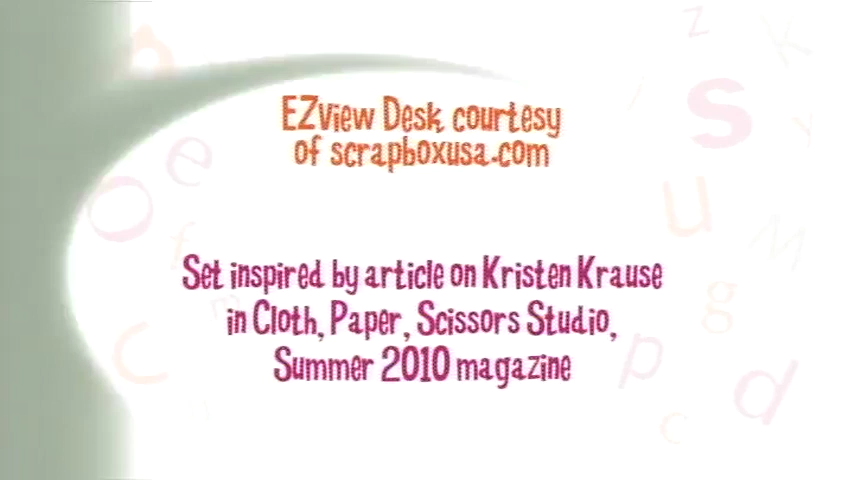 EZview Desk courtesy
of scrapboxusa.com
Set inspired by article on Kristen Krause
in Cloth, Paper, Scissors Studio,
Summer 2010 magazine